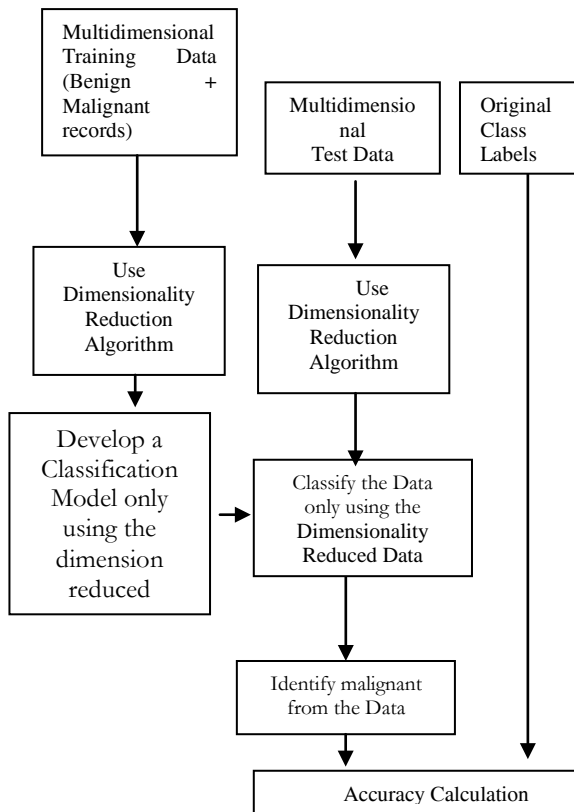 Multidimensional
Training Data
(Benign +
Malignant
records)
Multidimensio
nal
Test Data
Original
Class
Labels
Use
Dimensionality
Reduction
Algorithm
Use
Dimensionality
Reduction
Algorithm
Develop a
Classification
Model only
using the
dimension
reduced
Classify the Data
only using the
Dimensionality
Reduced Data
Identify malignant
from the Data
Accuracy Calculation